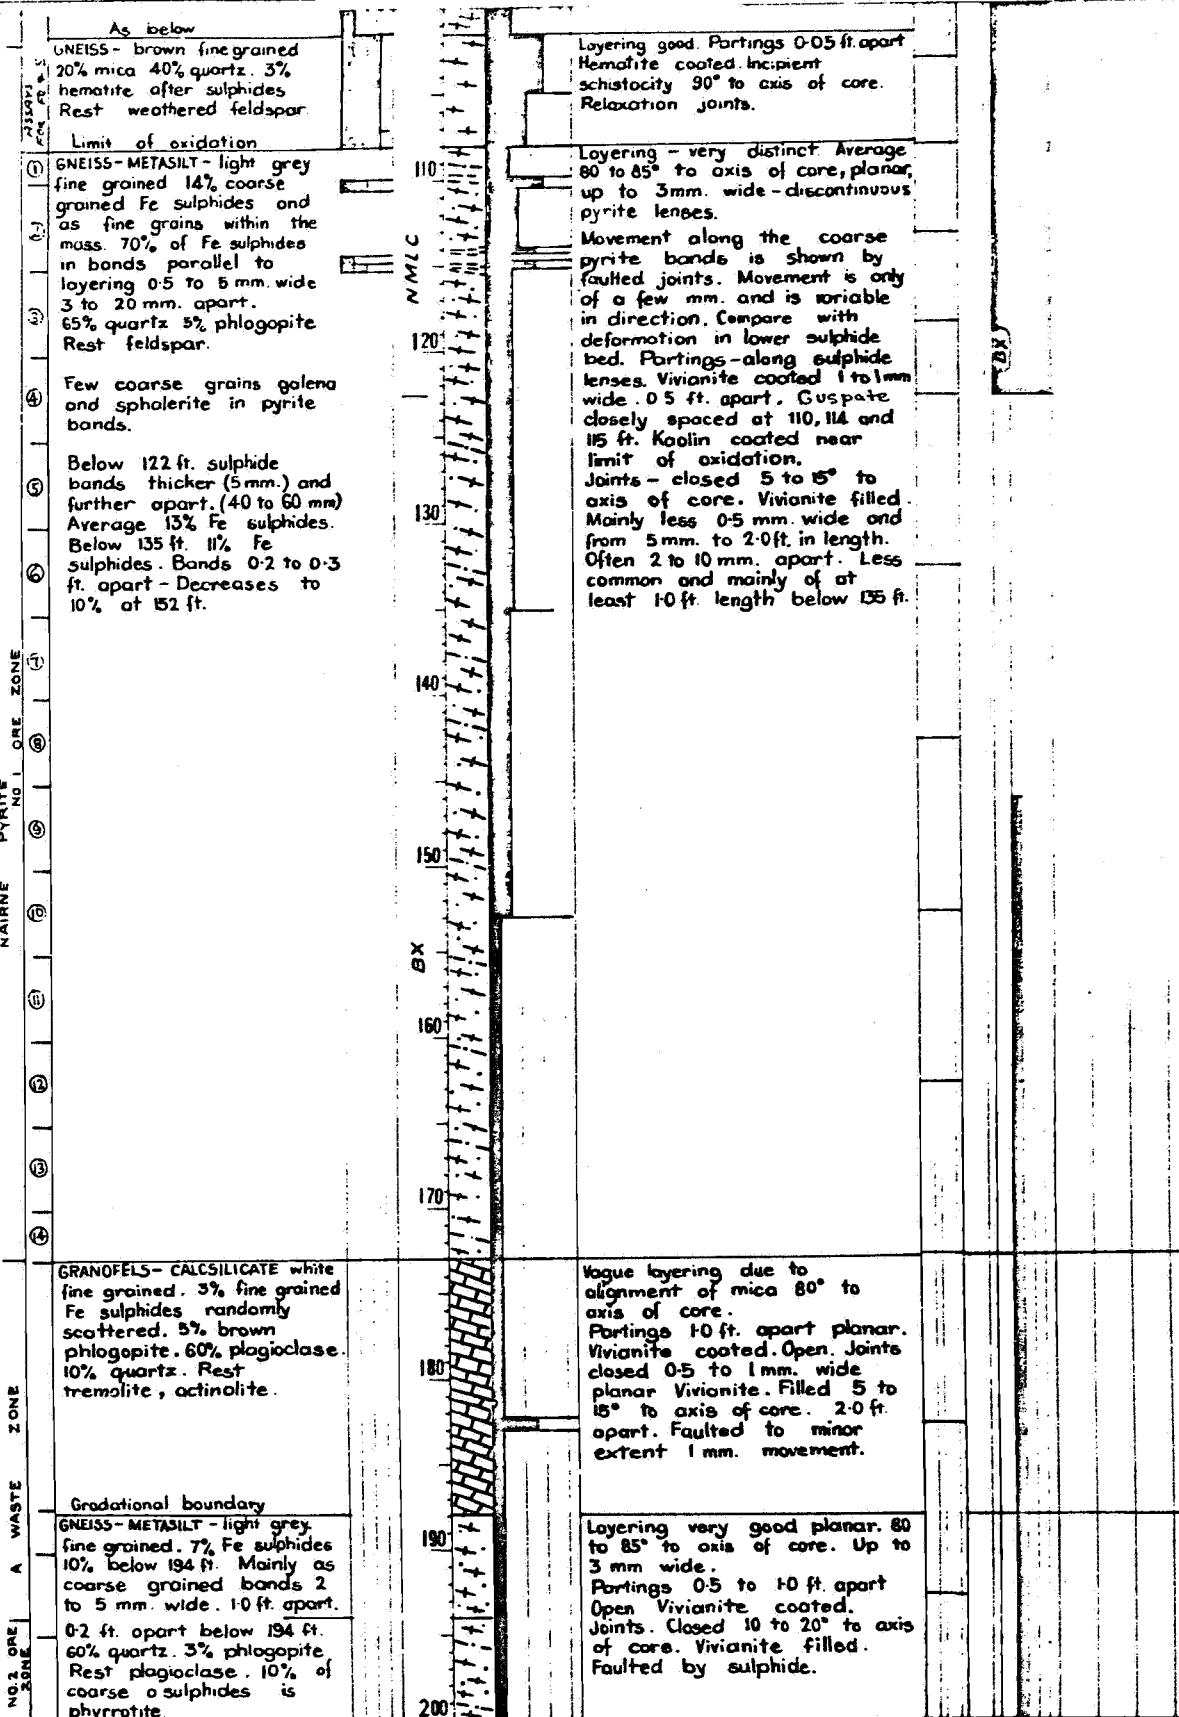 As below
GNEISS - brown fine grained
20% mica 40% quartz. 3%
hematite after sulphides
Rest weathered feldspar
Limit of oxidation
GNEISS-METASILT - light grey
fine grained 14% coarse
grained Fe sulphides and
as fine grains within the
mass. 70% of Fe sulphides
in bands parallel to
layering 0.5 to 5 mm. wide
3 to 20 mm. apart.
65% quartz 5% phlogopite
Rest feldspar.
Few coarse grains galena
and sphalerite in pyrite
bands.
Below 122 ft. sulphide
bands thicker (5mm.) and
further apart. (40 to 60 mm)
Average 13% Fe sulphides.
Below 135 ft. 11% Fe
sulphides. Bands 0.2 to 0.3
ft. apart - Decreases to
10% at 152 ft.
GRANOFELS - CALCSILICATE white
fine grained. 3% fine grained
Fe sulphides randomly
scattered. 5% brown
phlogopite. 60% plagioclase.
10% quartz. Rest
tremolite, actinolite.
Gradational boundary
GNEISS-METASILT - light grey.
fine grained. 7% Fe sulphides
10% below 194 ft. Mainly as
coarse grained bands 2
to 5 mm. wide. 1.0 ft. apart.
0.2 ft. apart below 194 ft.
60% quartz. 3% phlogopite
Rest plagioclase. 10% of
coarse o sulphides is
phyrrotite.
ASSAYS
FOR
NAIRNE PYRITE
NO 1 ORE ZONE
A WASTE ZONE
NO.2 ORE
ZONE
1
2
3
4
5
6
7
8
9
10
11
12
13
14
NMLC
BX
110
120
130
140
150
160
170
180
190
200
Layering good. Partings 0.05 ft. apart
Hematite coated. Incipient
schistocity 90° to axis of core.
Relaxation joints.
Layering - very distinct. Average
80 to 85° to axis of core, planar,
up to 3mm. wide - discontinuous
pyrite lenses.
Movement along the coarse
pyrite bands is shown by
faulted joints. Movement is only
of a few mm. and is variable
in direction. Compare with
deformation in lower sulphide
bed. Partings - along sulphide
lenses. Vivianite coated 1 to 1mm
wide. 0.5 ft. apart. Cuspate
closely spaced at 110, 114 and
115 ft. Kaolin coated near
limit of oxidation.
Joints - closed 5 to 15° to
axis of core. Vivianite filled.
Mainly less 0.5 mm. wide and
from 5mm. to 2.0ft. in length.
Often 2 to 10 mm. apart. Less
common and mainly of at
least 1.0 ft. length below 135 ft.
Vague layering due to
alignment of mica 80° to
axis of core.
Partings 1.0 ft. apart planar.
Vivianite coated. Open. Joints
closed 0.5 to 1mm. wide
planar Vivianite. Filled 5 to
15° to axis of core. 2.0 ft.
apart. Faulted to minor
extent 1 mm. movement.
Layering very good planar. 80
to 85° to axis of core. Up to
3 mm wide.
Partings 0.5 to 1.0 ft. apart
Open Vivianite coated.
Joints. Closed 10 to 20° to axis
of core. Vivianite filled.
Faulted by sulphide.
BX